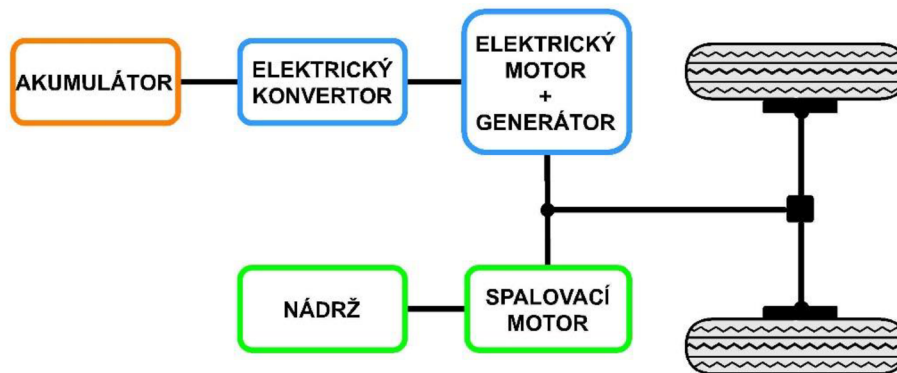 AKUMULÁTOR
ELEKTRICKÝ
KONVERTOR
ELEKTRICKÝ
MOTOR
+
GENERÁTOR
NÁDRŽ
SPALOVACÍ
MOTOR